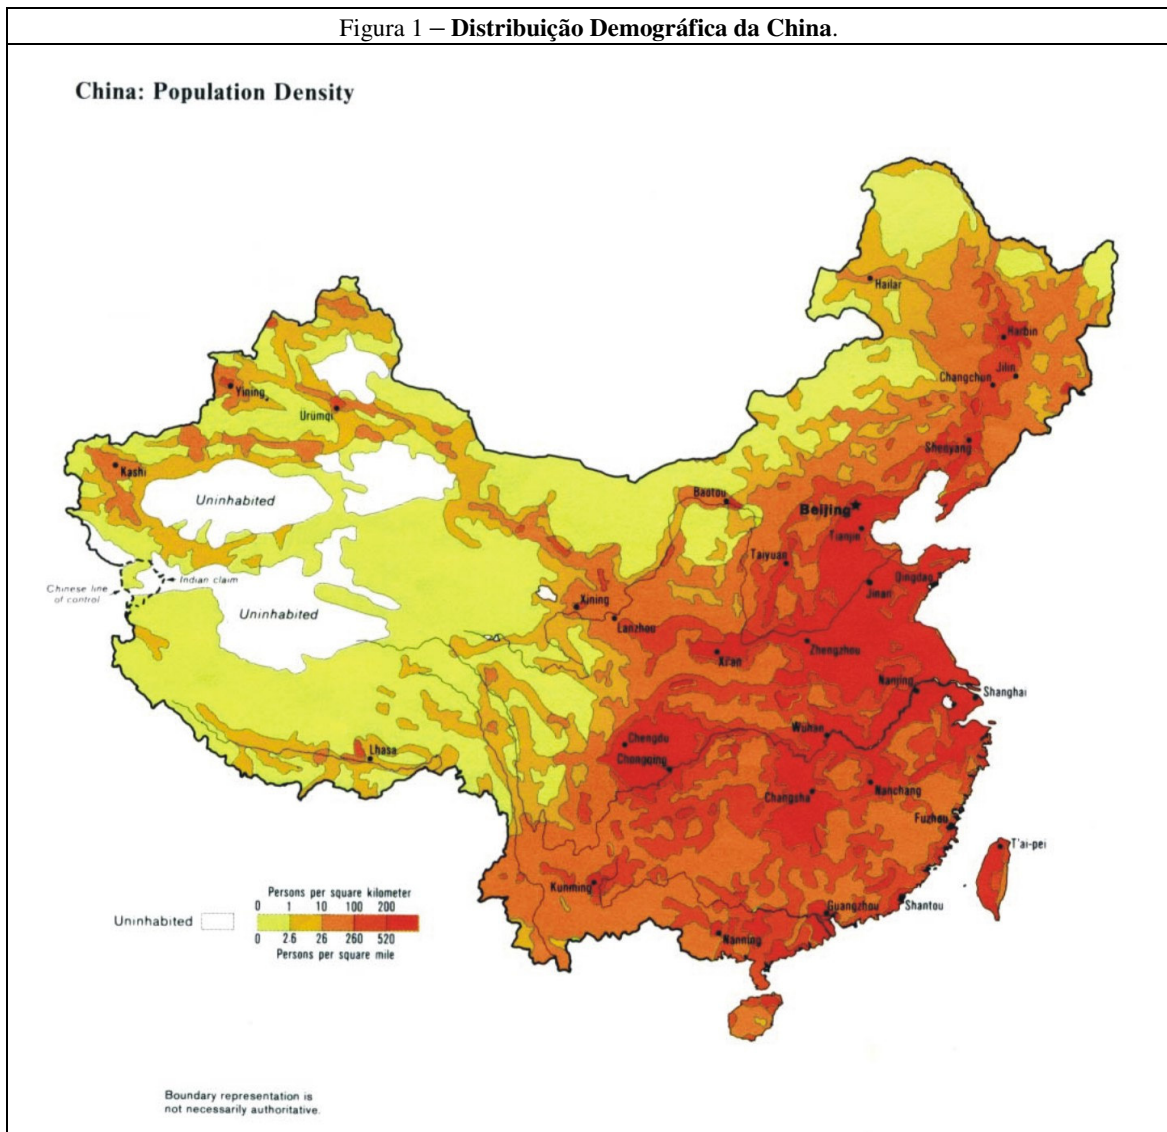 Figura 1 – Distribuição Demográfica da China.
China: Population Density
Hailar
Harbin
Jilin
Changchun
Yining
Ürümqi
Shenyang
Kashi
Baotou
Uninhabited
Beijing
Tianjin
Taiyuan
Indian claim
Chinese line
of control
Qingdao
Jinan
Uninhabited
Xining
Lanzhou
Zhengzhou
Xi'an
Nanjing
Shanghai
Wuhan
Chengdu
Lhasa
Chongqing
Nanchang
Changsha
Fuzhou
T'ai-pei
Kunming
Persons per square kilometer
0 1 10 100 200
Guangzhou
Shantou
Uninhabited
0 2.6 26 260 520
Persons per square mile
Nanning
Boundary representation is
not necessarily authoritative.